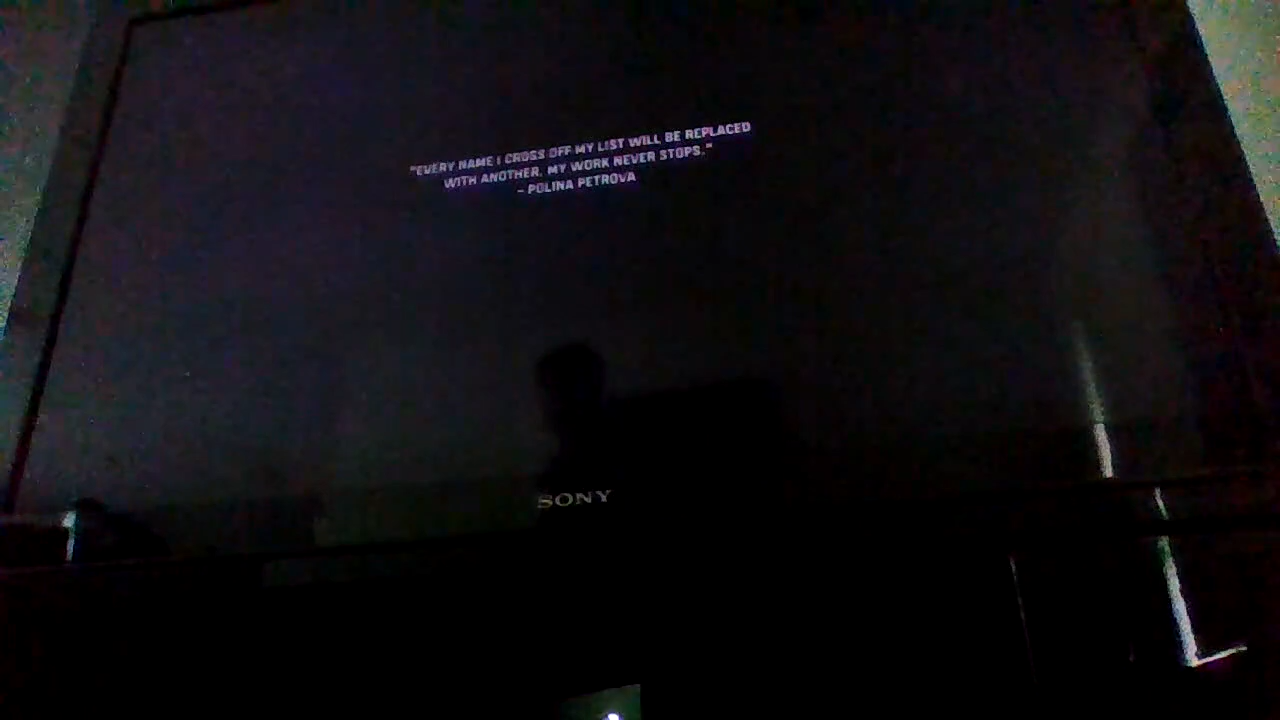 "EVERY NAME I CROSS OFF MY LIST WILL BE REPLACED
WITH ANOTHER. MY WORK NEVER STOPS."
– POLINA PETROVA
SONY